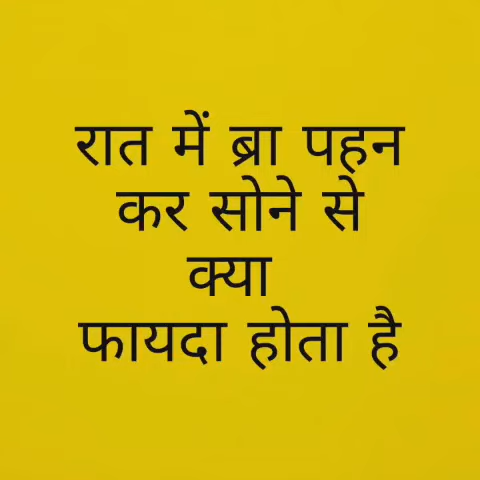 रात में ब्रा पहन
कर सोने से
क्या
फायदा होता है